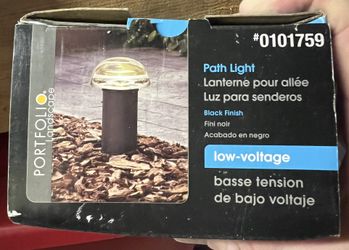 #0101759
Path Light
Lanterne pour allée
Luz para senderos
Black Finish
Fini noir
Acabado en negro
low-voltage
basse tension
de bajo voltaje
PORTFOLIO®
Landscape